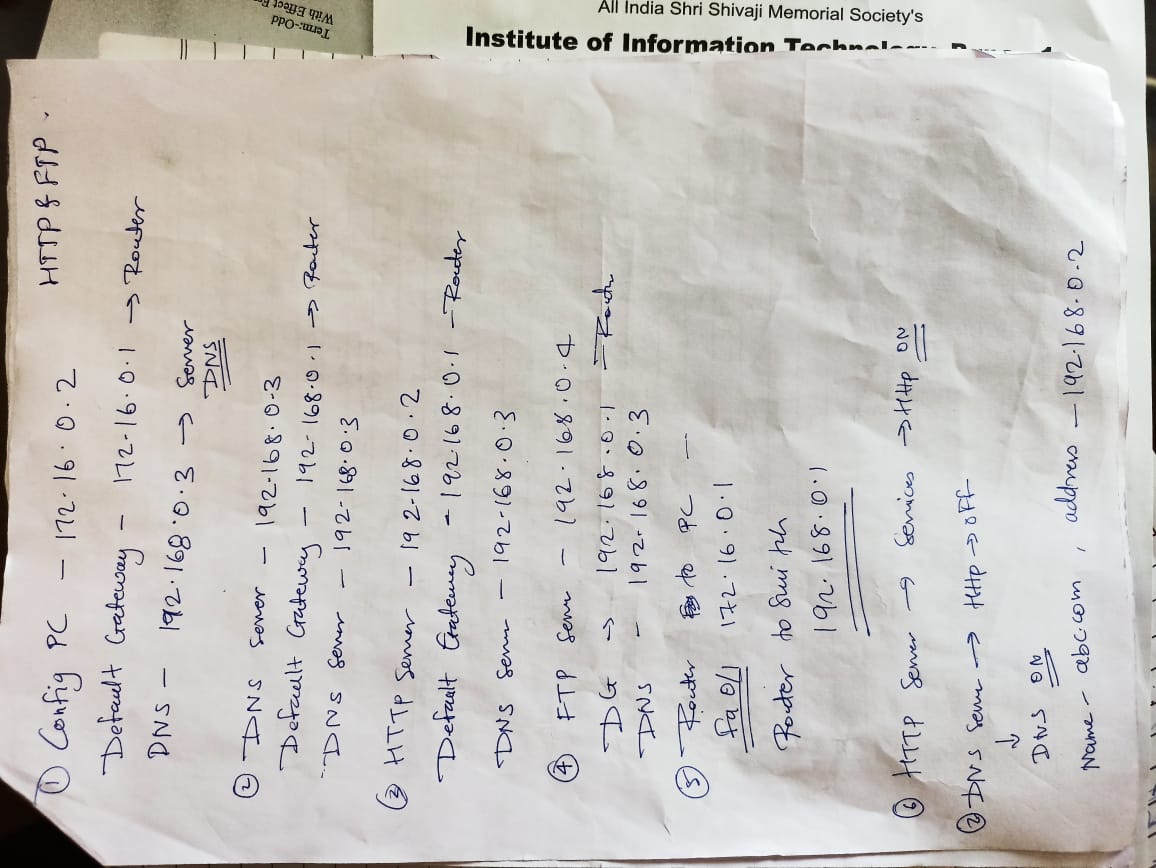 Term:-Odd
With Effect
All India Shri Shivaji Memorial Society's
Institute of Information
HTTP & FTP.
① Config PC - 172.16.0.2
Default Gateway - 172.16.0.1 → Router
DNS - 192.168.0.3 → Server
DNS
② DNS Server - 192.168.0.3
Default Gateway - 192.168.0.1 → Router
DNS Server - 192.168.0.3
③ HTTP Server - 192.168.0.2
Default Gateway - 192.168.0.1 - Router
DNS Server - 192.168.0.3
④ FTP Server - 192.168.0.4
DG → 192.168.0.1 - Router
DNS - 192.168.0.3
⑤ Router to PC -
fa 0/1 172.16.0.1
Router to Switch
192.168.0.1
⑥ HTTP Server → Services → HTTP ON
⑦ DNS Server → HTTP → OFF
↓
DNS ON
Name - abc.com, address - 192.168.0.2